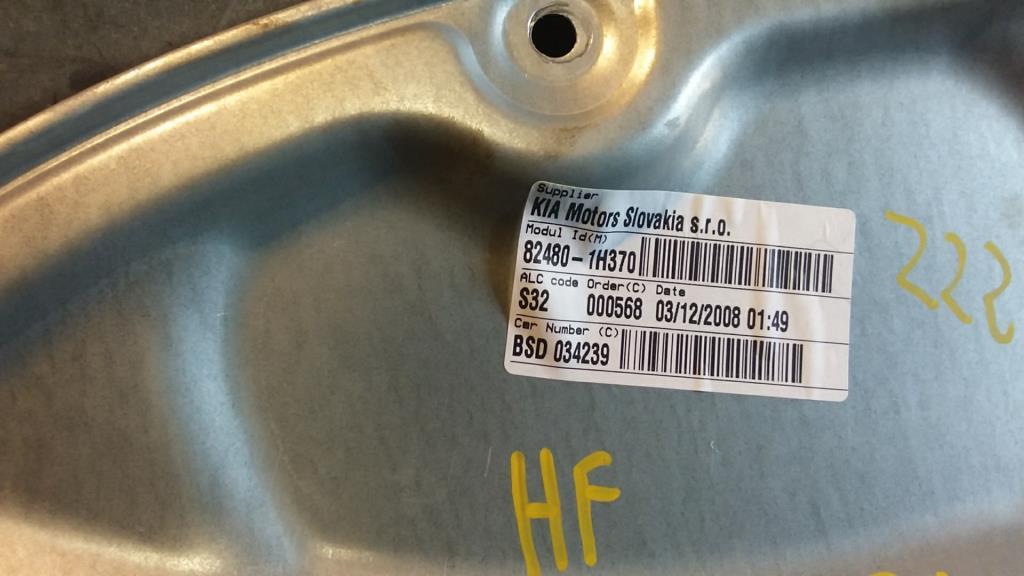 Supplier
KIA Motors Slovakia s.r.o.
Modul Id(M)
82480-1H370
ALC code Order(C) Date
S32 000568 03/12/2008 01:49
Car Number (C)
BSD 034239
222
HF